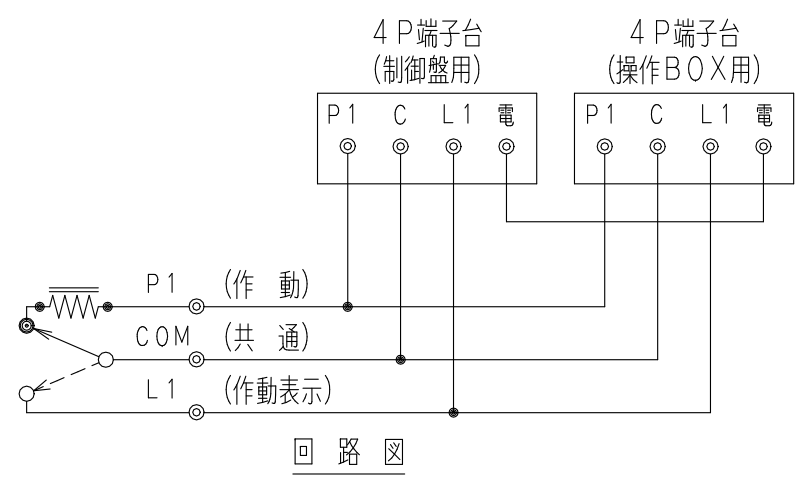 ４Ｐ端子台
(制御盤用)
４Ｐ端子台
(操作ＢＯＸ用)
Ｐ1 Ｃ Ｌ1 電
Ｐ1 Ｃ Ｌ1 電
Ｐ1 (作　動)
ＣＯＭ (共　通)
Ｌ1 (作動表示)
回 路 図